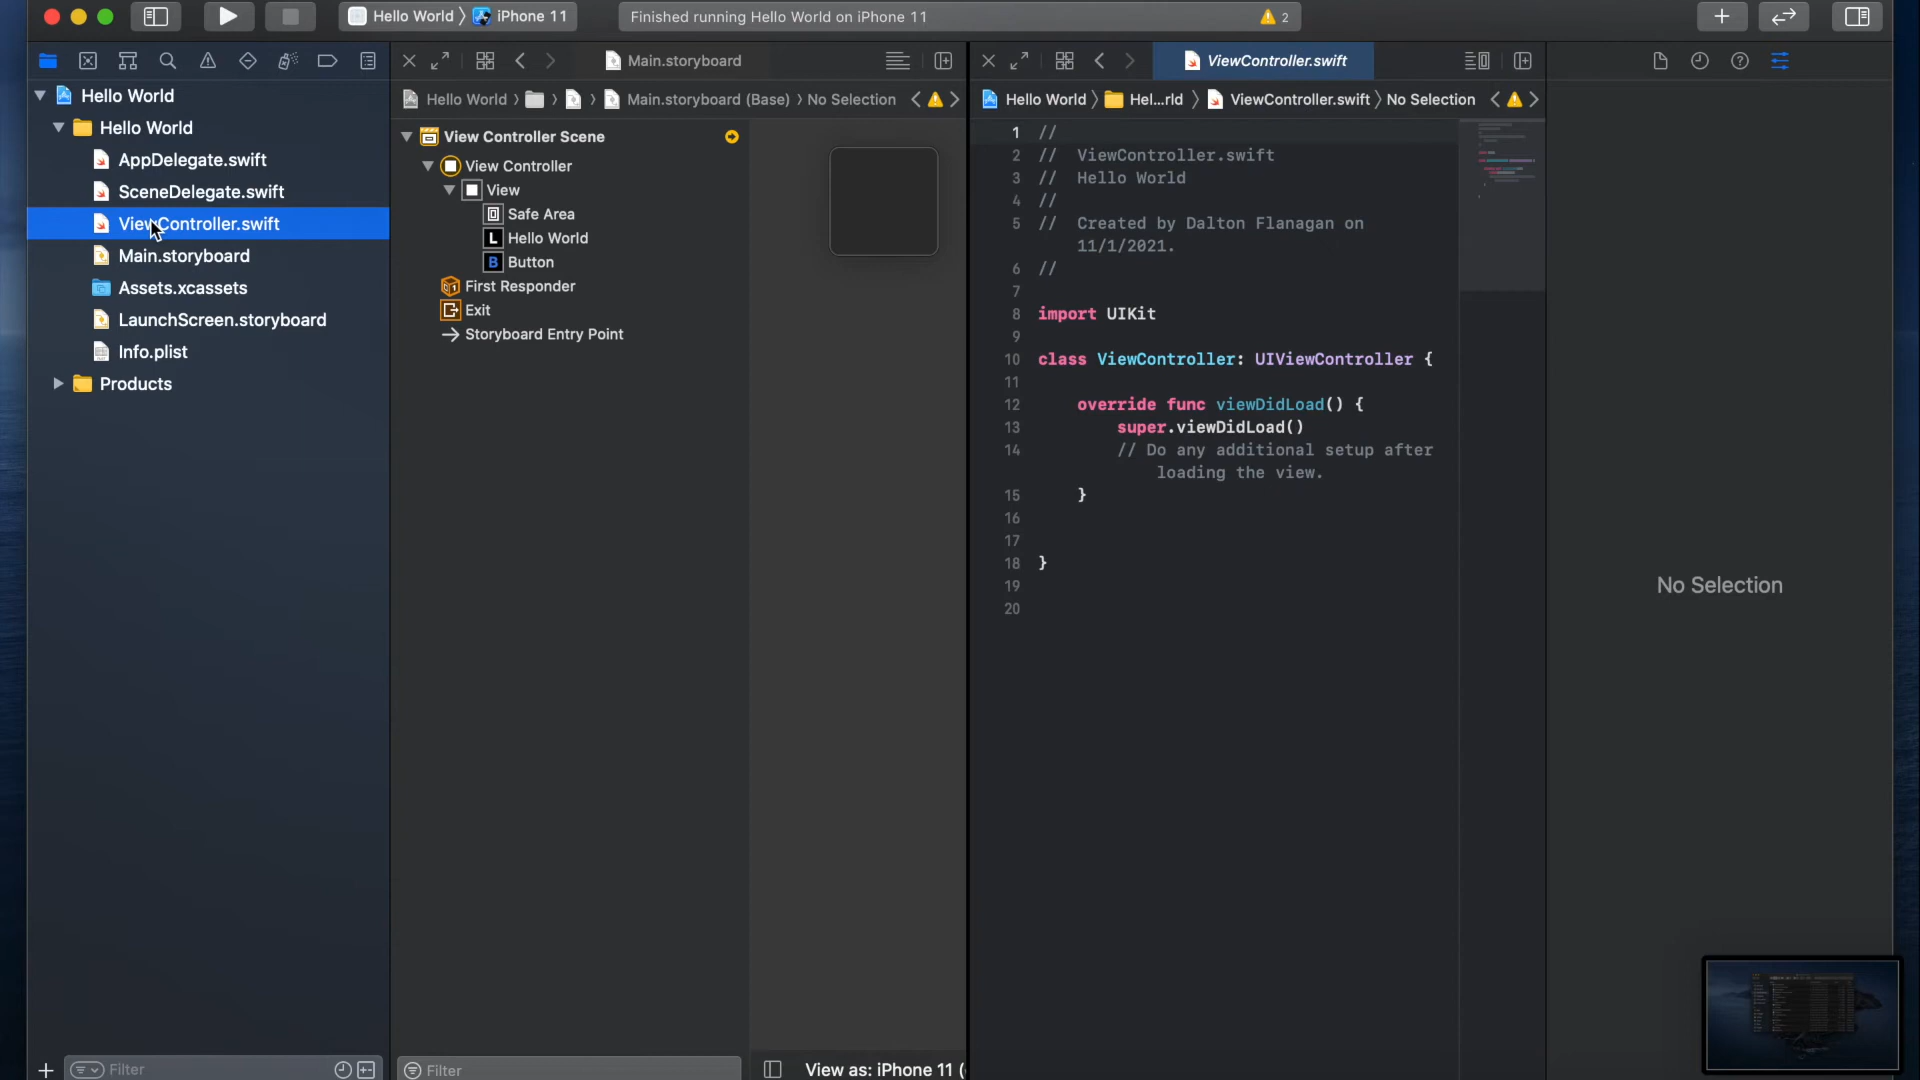 Hello World 〉 iPhone 11
Finished running Hello World on iPhone 11
2
Main.storyboard
ViewController.swift
Hello World 〉 〉 Main.storyboard (Base) 〉 No Selection
Hello World 〉 Hel...rld 〉 ViewController.swift 〉 No Selection
Hello World
Hello World
AppDelegate.swift
SceneDelegate.swift
ViewController.swift
Main.storyboard
Assets.xcassets
LaunchScreen.storyboard
Info.plist
Products
View Controller Scene
View Controller
View
Safe Area
L Hello World
B Button
First Responder
Exit
Storyboard Entry Point
1 //
2 //  ViewController.swift
3 //  Hello World
4 //
5 //  Created by Dalton Flanagan on
11/1/2021.
6 //
7
8 import UIKit
9
10 class ViewController: UIViewController {
11
12     override func viewDidLoad() {
13         super.viewDidLoad()
14         // Do any additional setup after
loading the view.
15     }
16
17
18 }
19
20
No Selection
Filter
Filter
View as: iPhone 11 (